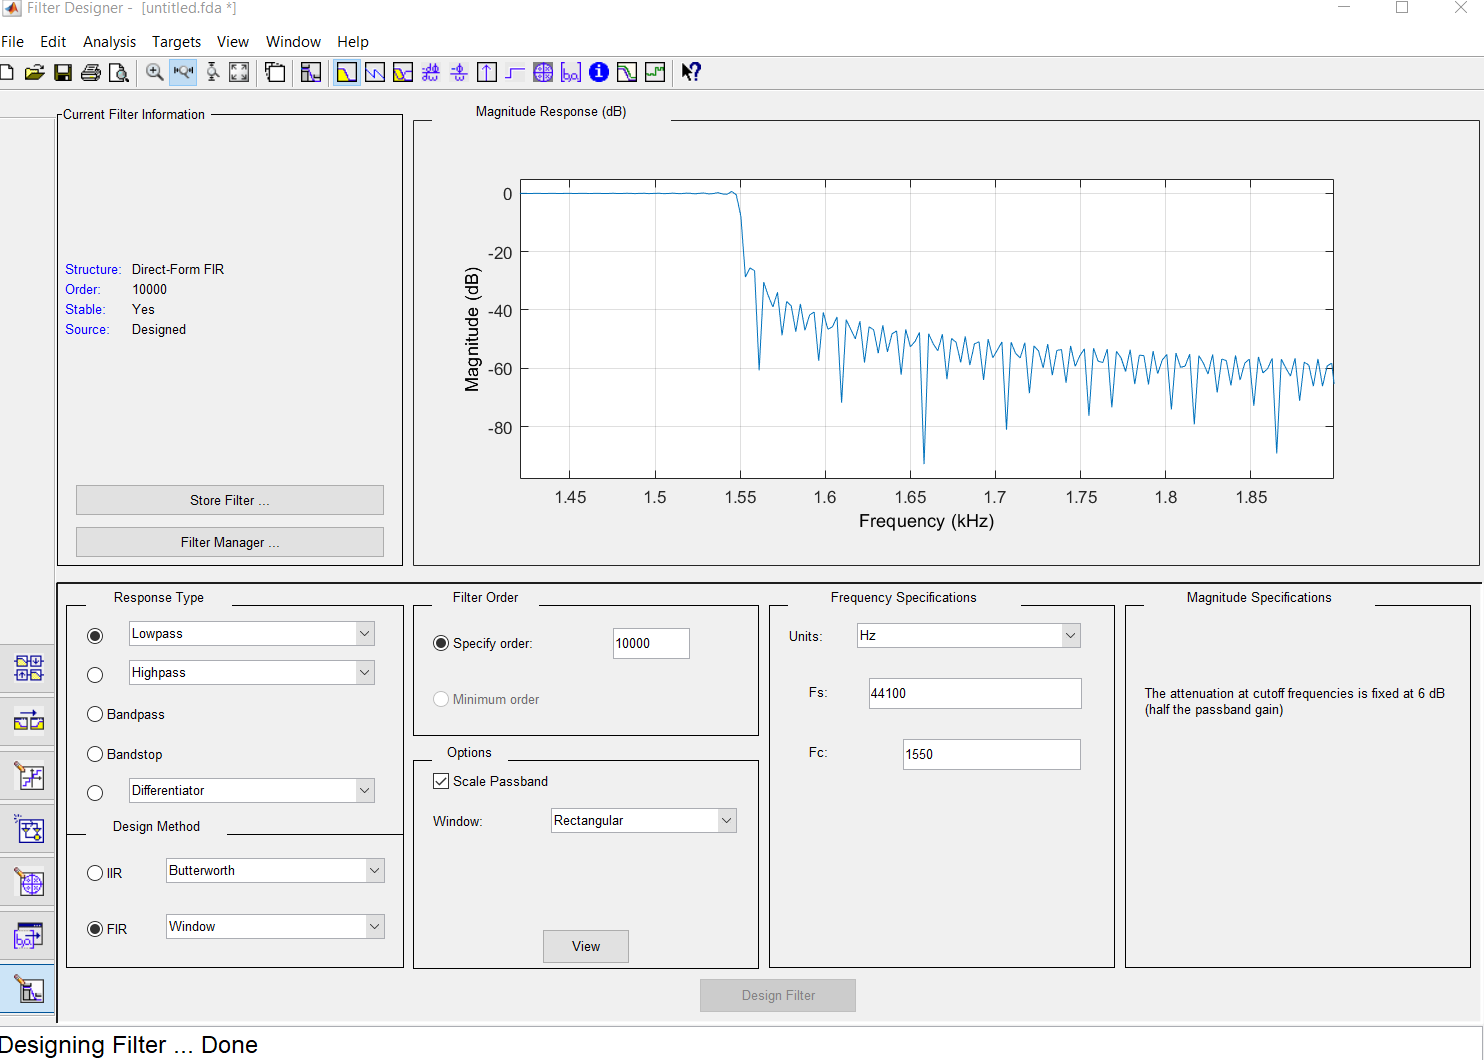 Filter Designer - [untitled.fda *]
File Edit Analysis Targets View Window Help
Current Filter Information
Structure: Direct-Form FIR
Order: 10000
Stable: Yes
Source: Designed
Store Filter ...
Filter Manager ...
Magnitude Response (dB)
0
-20
-40
-60
-80
Magnitude (dB)
1.45 1.5 1.55 1.6 1.65 1.7 1.75 1.8 1.85
Frequency (kHz)
Response Type
Lowpass
Highpass
Bandpass
Bandstop
Differentiator
Design Method
IIR Butterworth
FIR Window
Filter Order
Specify order: 10000
Minimum order
Options
Scale Passband
Window: Rectangular
View
Frequency Specifications
Units: Hz
Fs: 44100
Fc: 1550
Magnitude Specifications
The attenuation at cutoff frequencies is fixed at 6 dB
(half the passband gain)
Design Filter
Designing Filter ... Done